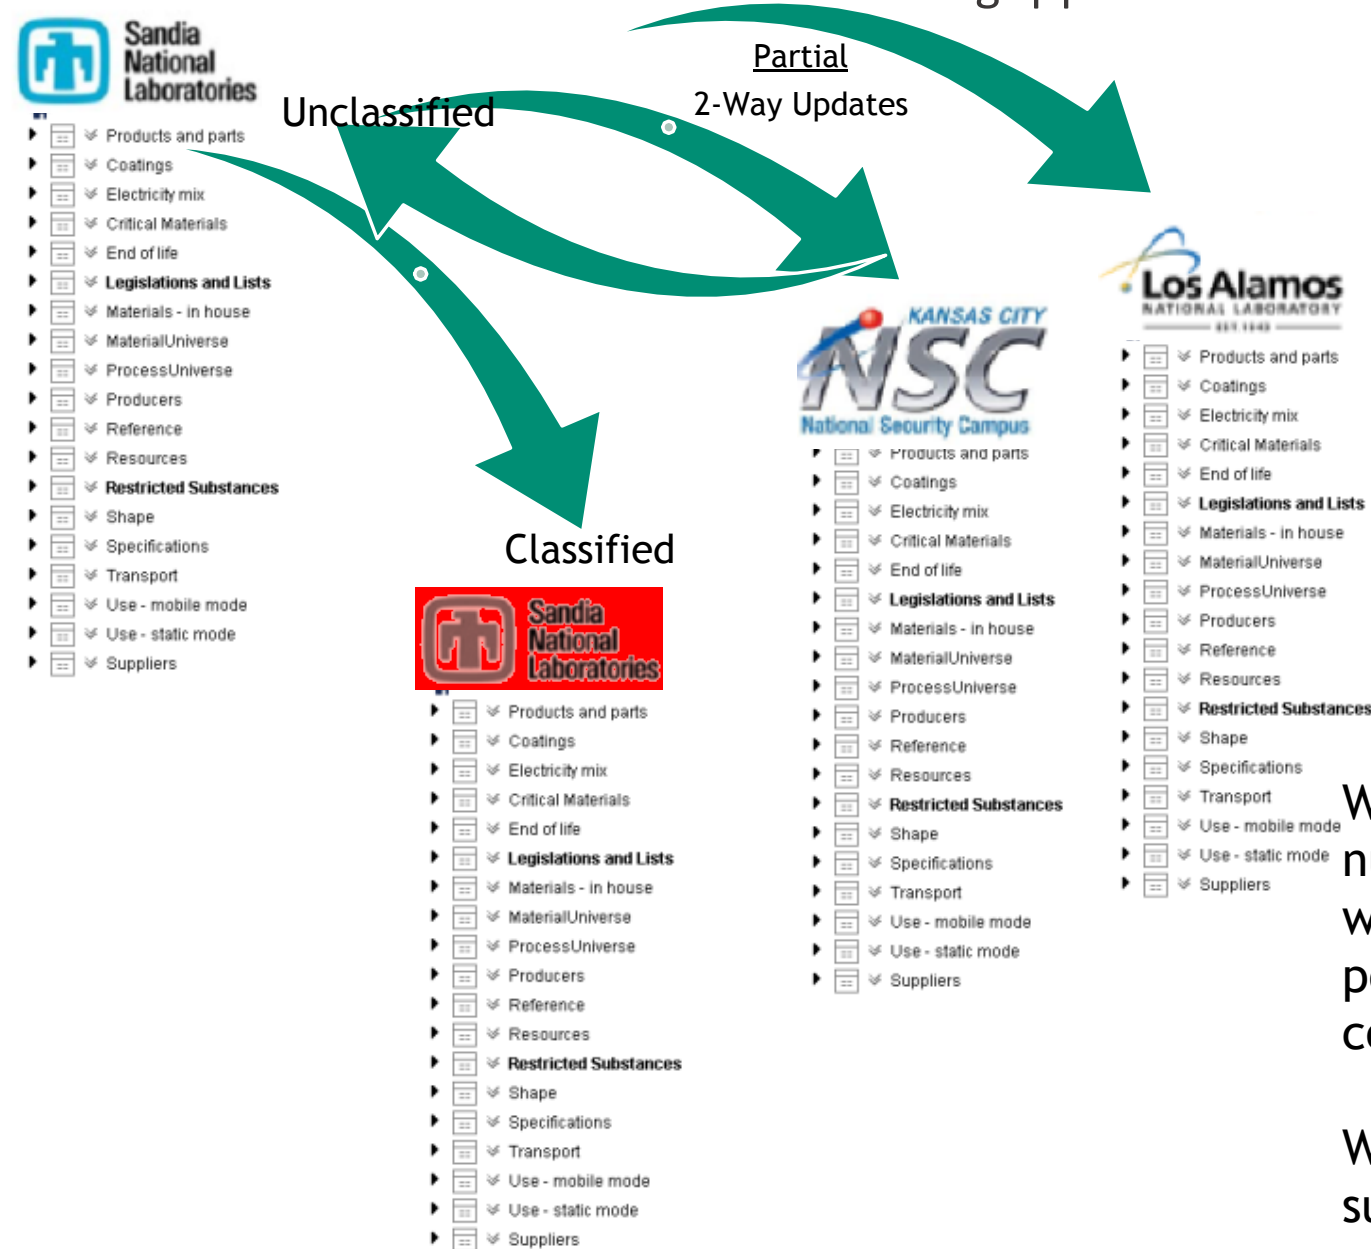 Partial
2-Way Updates
Unclassified
Sandia
National
Laboratories
Products and parts
Coatings
Electricity mix
Critical Materials
End of life
Legislations and Lists
Materials - in house
MaterialUniverse
ProcessUniverse
Producers
Reference
Resources
Restricted Substances
Shape
Specifications
Transport
Use - mobile mode
Use - static mode
Suppliers
Classified
Sandia
National
Laboratories
Products and parts
Coatings
Electricity mix
Critical Materials
End of life
Legislations and Lists
Materials - in house
MaterialUniverse
ProcessUniverse
Producers
Reference
Resources
Restricted Substances
Shape
Specifications
Transport
Use - mobile mode
Use - static mode
Suppliers
KANSAS CITY
NSC
National Security Campus
Products and parts
Coatings
Electricity mix
Critical Materials
End of life
Legislations and Lists
Materials - in house
MaterialUniverse
ProcessUniverse
Producers
Reference
Resources
Restricted Substances
Shape
Specifications
Transport
Use - mobile mode
Use - static mode
Suppliers
Los Alamos
NATIONAL LABORATORY
EST. 1943
Products and parts
Coatings
Electricity mix
Critical Materials
End of life
Legislations and Lists
Materials - in house
MaterialUniverse
ProcessUniverse
Producers
Reference
Resources
Restricted Substances
Shape
Specifications
Transport
Use - mobile mode
Use - static mode
Suppliers